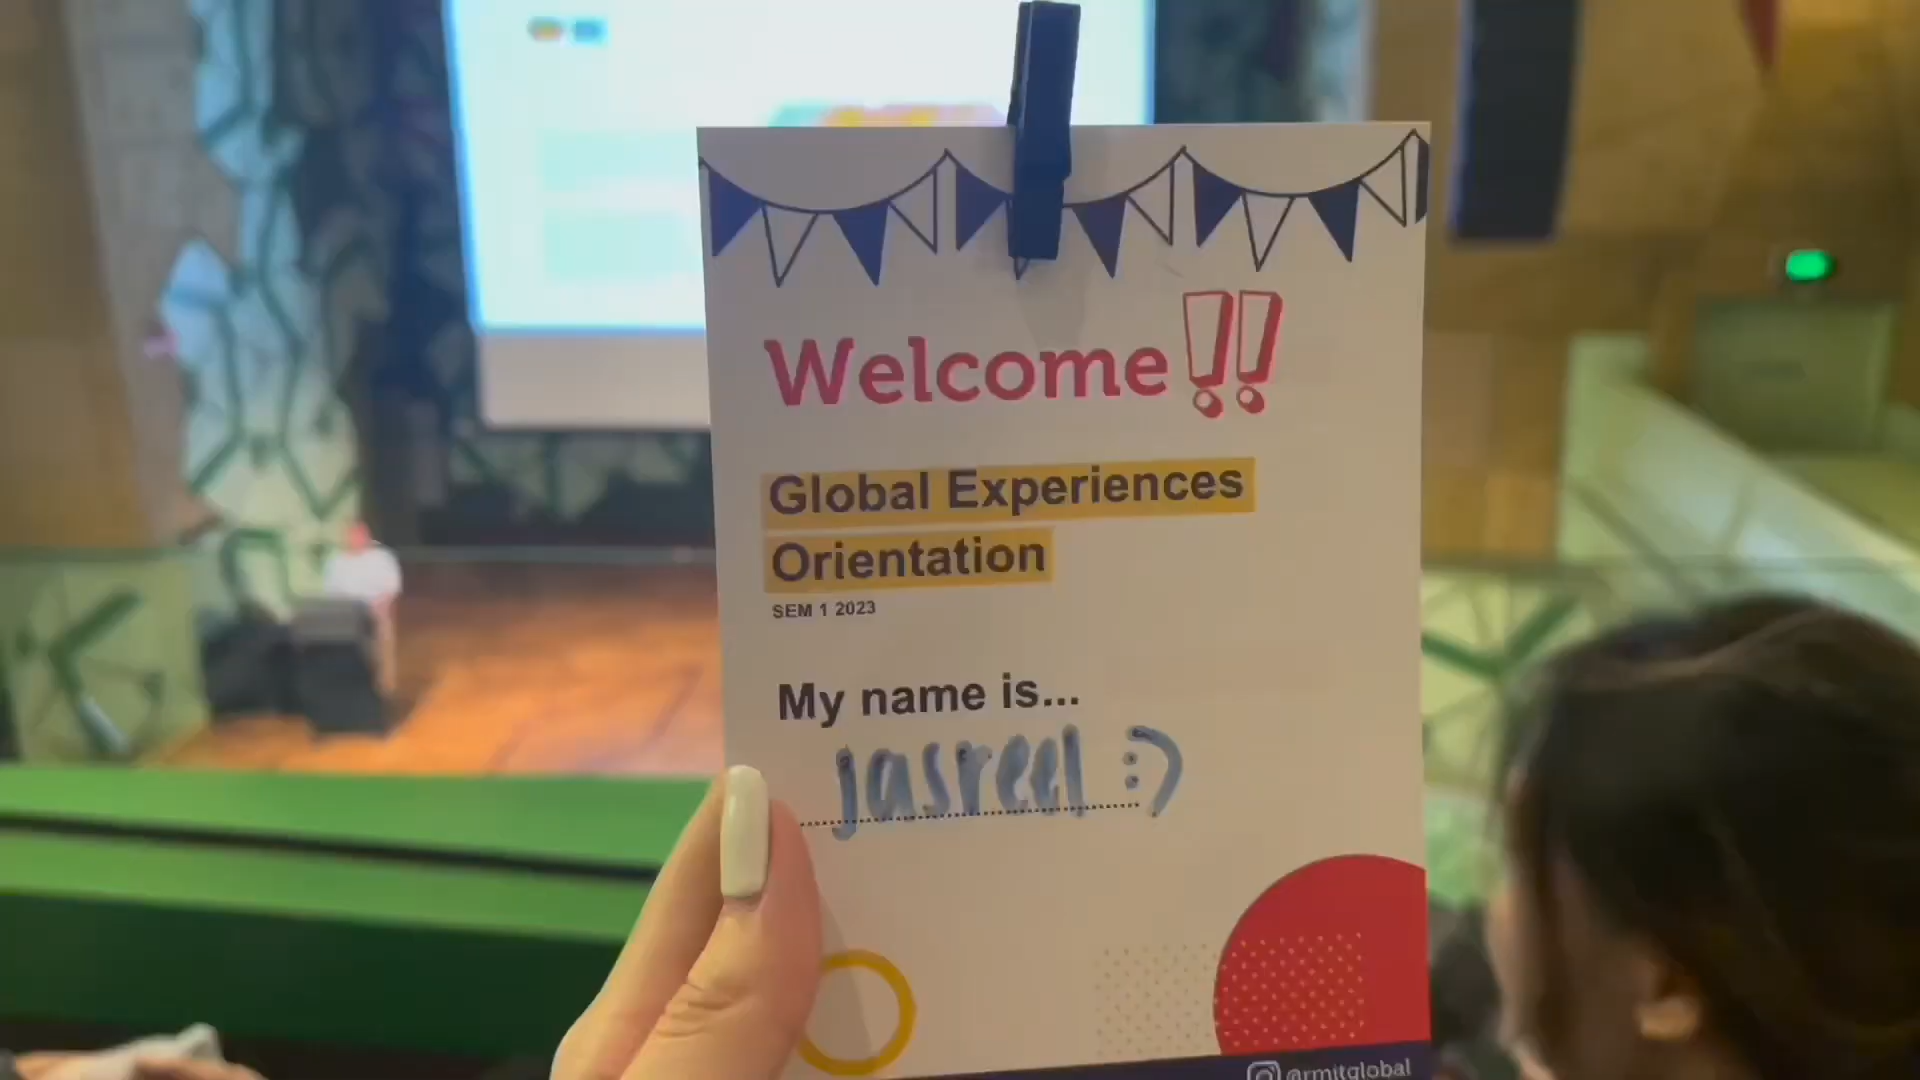 Welcome!!
Global Experiences
Orientation
SEM 1 2023
My name is...
jasreel :)
@rmitglobal